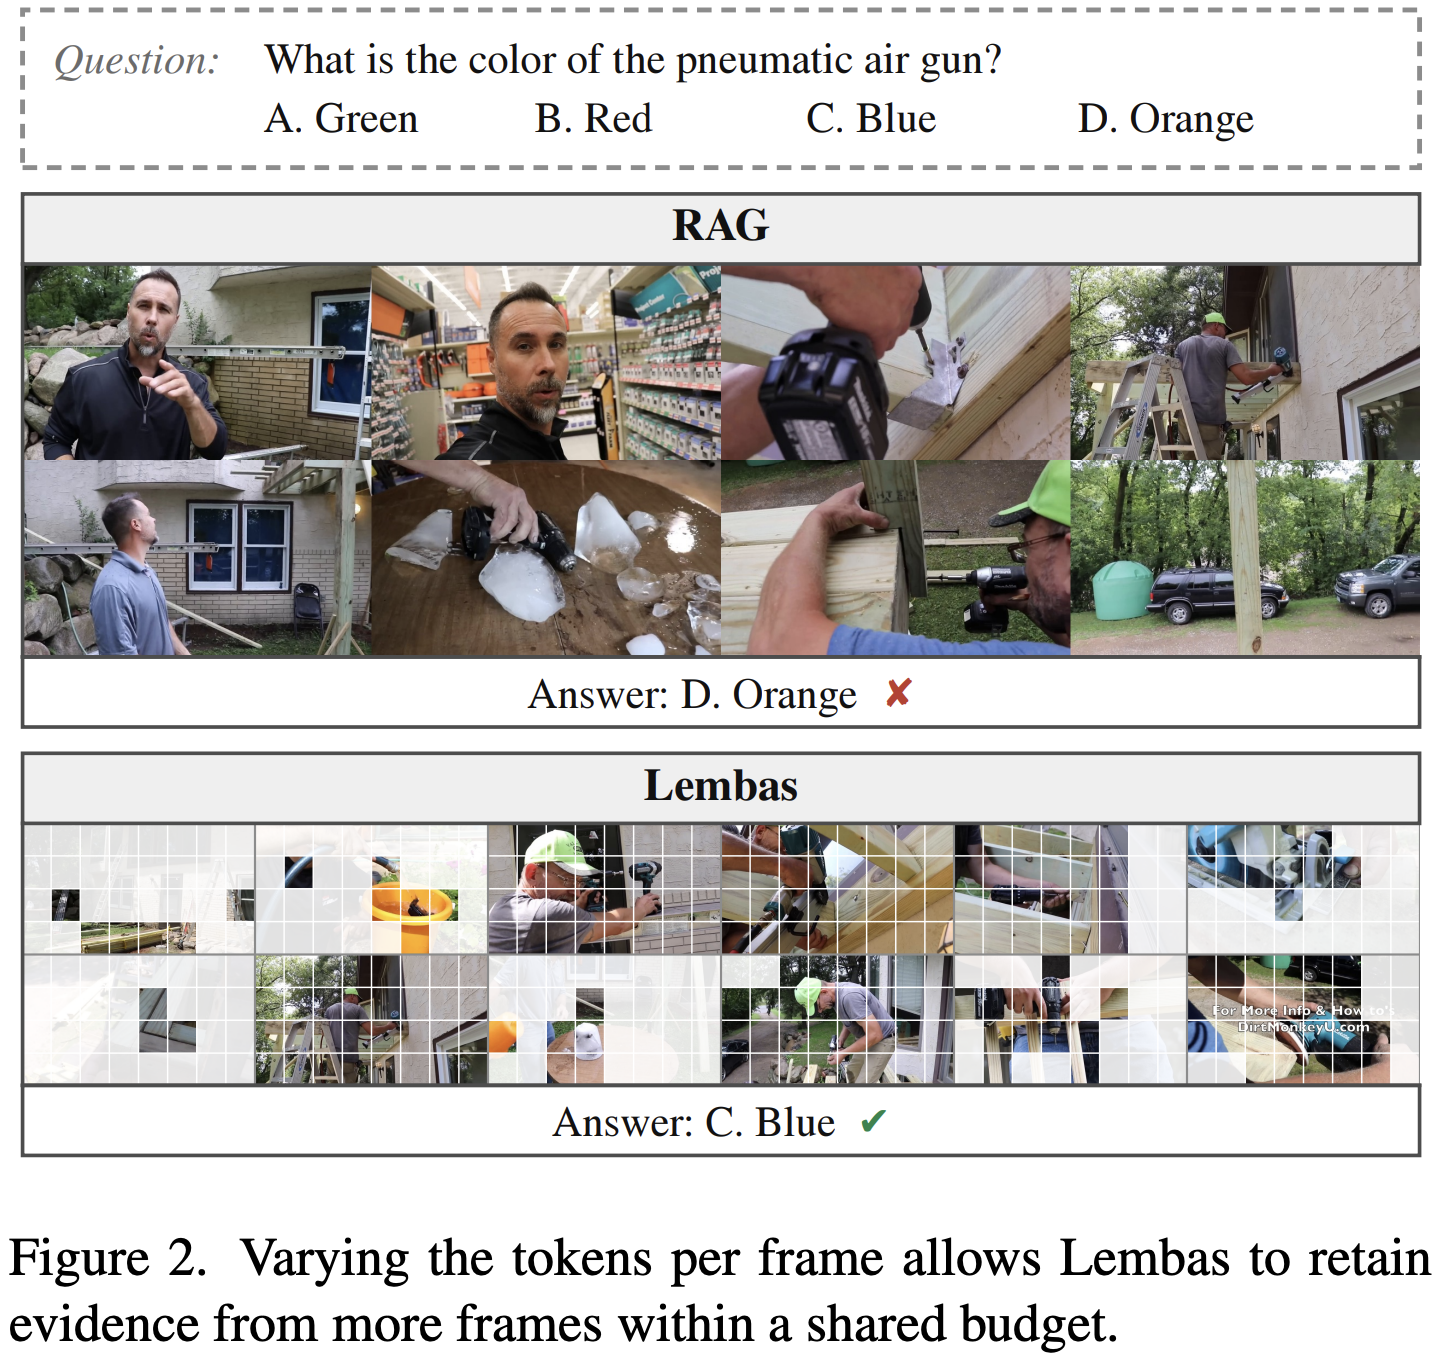 Question: What is the color of the pneumatic air gun?
A. Green B. Red C. Blue D. Orange
RAG
Answer: D. Orange ✘
Lembas
For More Info & How to's
DirtMonkeyU.com
Answer: C. Blue ✔
Figure 2. Varying the tokens per frame allows Lembas to retain
evidence from more frames within a shared budget.